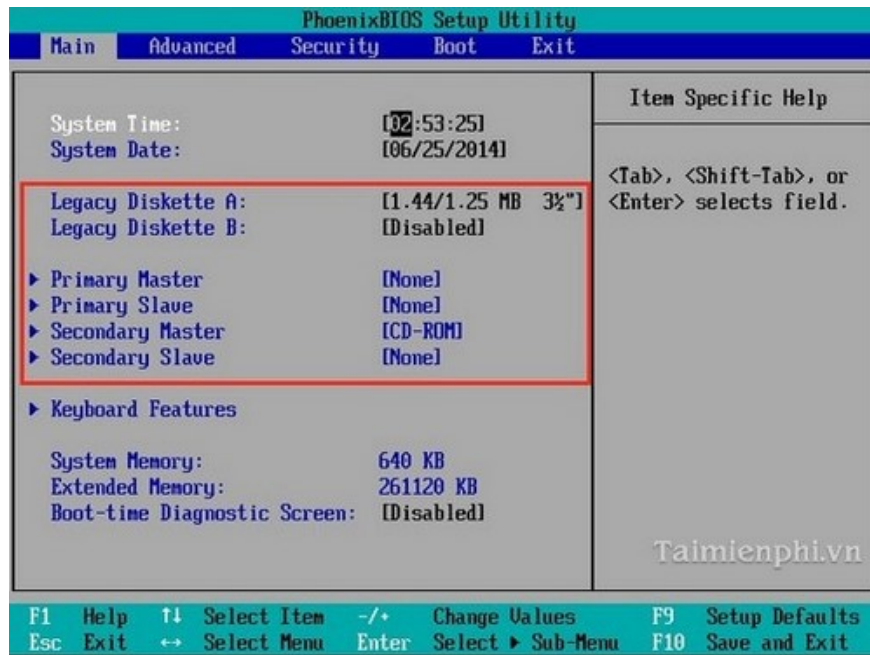 PhoenixBIOS Setup Utility
Main Advanced Security Boot Exit
Item Specific Help
System Time: [02:53:25]
System Date: [06/25/2014]
<Tab>, <Shift-Tab>, or
<Enter> selects field.
Legacy Diskette A: [1.44/1.25 MB 3½"]
Legacy Diskette B: [Disabled]
▶ Primary Master [None]
▶ Primary Slave [None]
▶ Secondary Master [CD-ROM]
▶ Secondary Slave [None]
▶ Keyboard Features
System Memory: 640 KB
Extended Memory: 261120 KB
Boot-time Diagnostic Screen: [Disabled]
Taimienphi.vn
F1 Help ↑↓ Select Item -/+ Change Values F9 Setup Defaults
Esc Exit ↔ Select Menu Enter Select ▶ Sub-Menu F10 Save and Exit